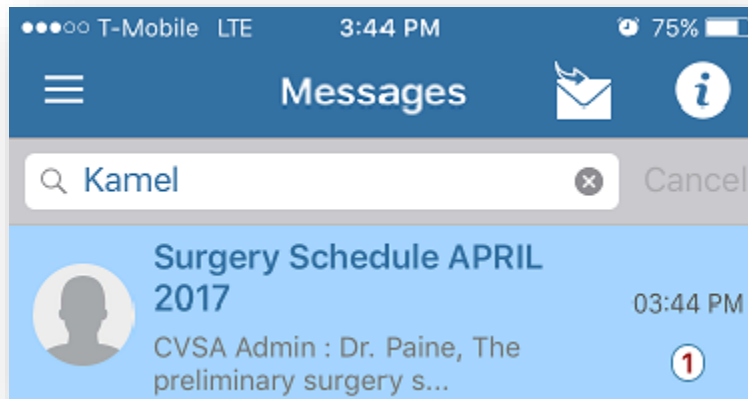 T-Mobile LTE 3:44 PM 75%
Messages
Kamel Cancel
Surgery Schedule APRIL
2017
03:44 PM
CVSA Admin : Dr. Paine, The
preliminary surgery s...
1